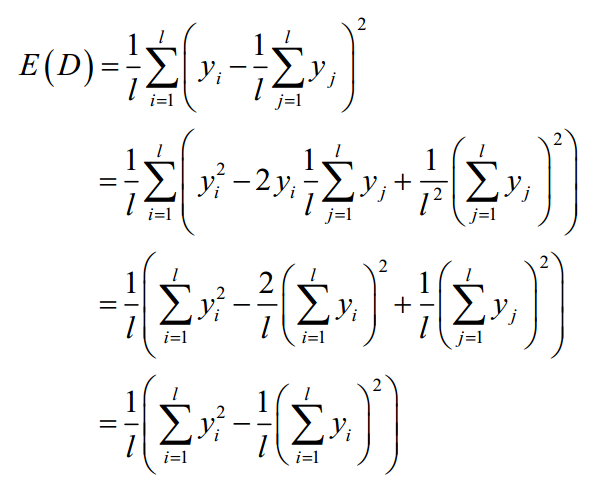 E(D) = \frac{1}{l} \sum_{i=1}^{l} \left( y_i - \frac{1}{l} \sum_{j=1}^{l} y_j \right)^2
= \frac{1}{l} \sum_{i=1}^{l} \left( y_i^2 - 2 y_i \frac{1}{l} \sum_{j=1}^{l} y_j + \frac{1}{l^2} \left( \sum_{j=1}^{l} y_j \right)^2 \right)
= \frac{1}{l} \left( \sum_{i=1}^{l} y_i^2 - \frac{2}{l} \left( \sum_{i=1}^{l} y_i \right)^2 + \frac{1}{l} \left( \sum_{j=1}^{l} y_j \right)^2 \right)
= \frac{1}{l} \left( \sum_{i=1}^{l} y_i^2 - \frac{1}{l} \left( \sum_{i=1}^{l} y_i \right)^2 \right)